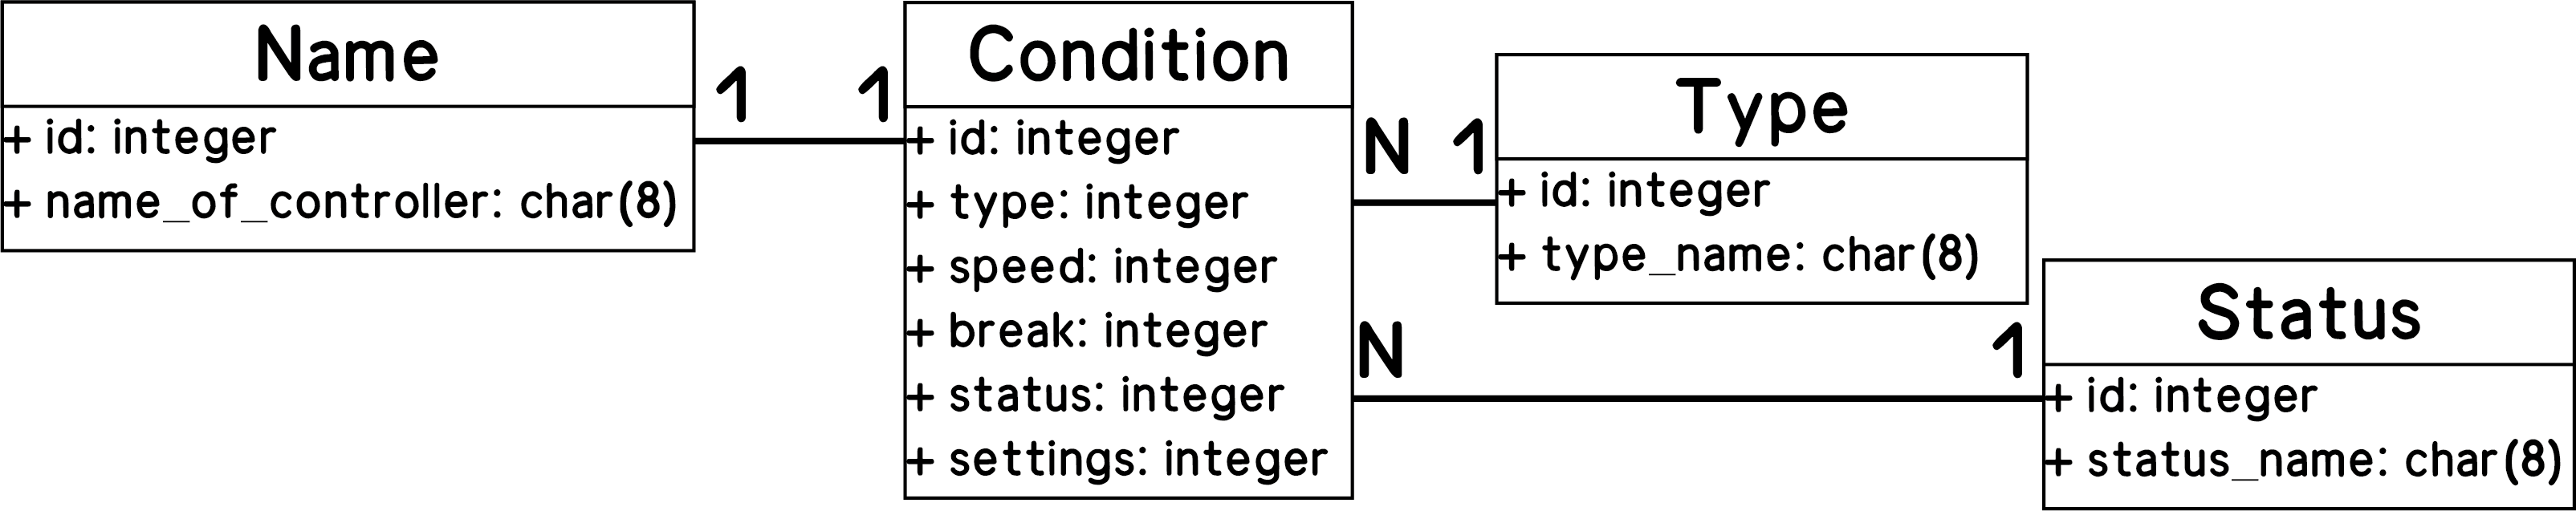 Name
+ id: integer
+ name_of_controller: char(8)
1 1
Condition
+ id: integer
+ type: integer
+ speed: integer
+ break: integer
+ status: integer
+ settings: integer
N 1
Type
+ id: integer
+ type_name: char(8)
N 1
Status
+ id: integer
+ status_name: char(8)